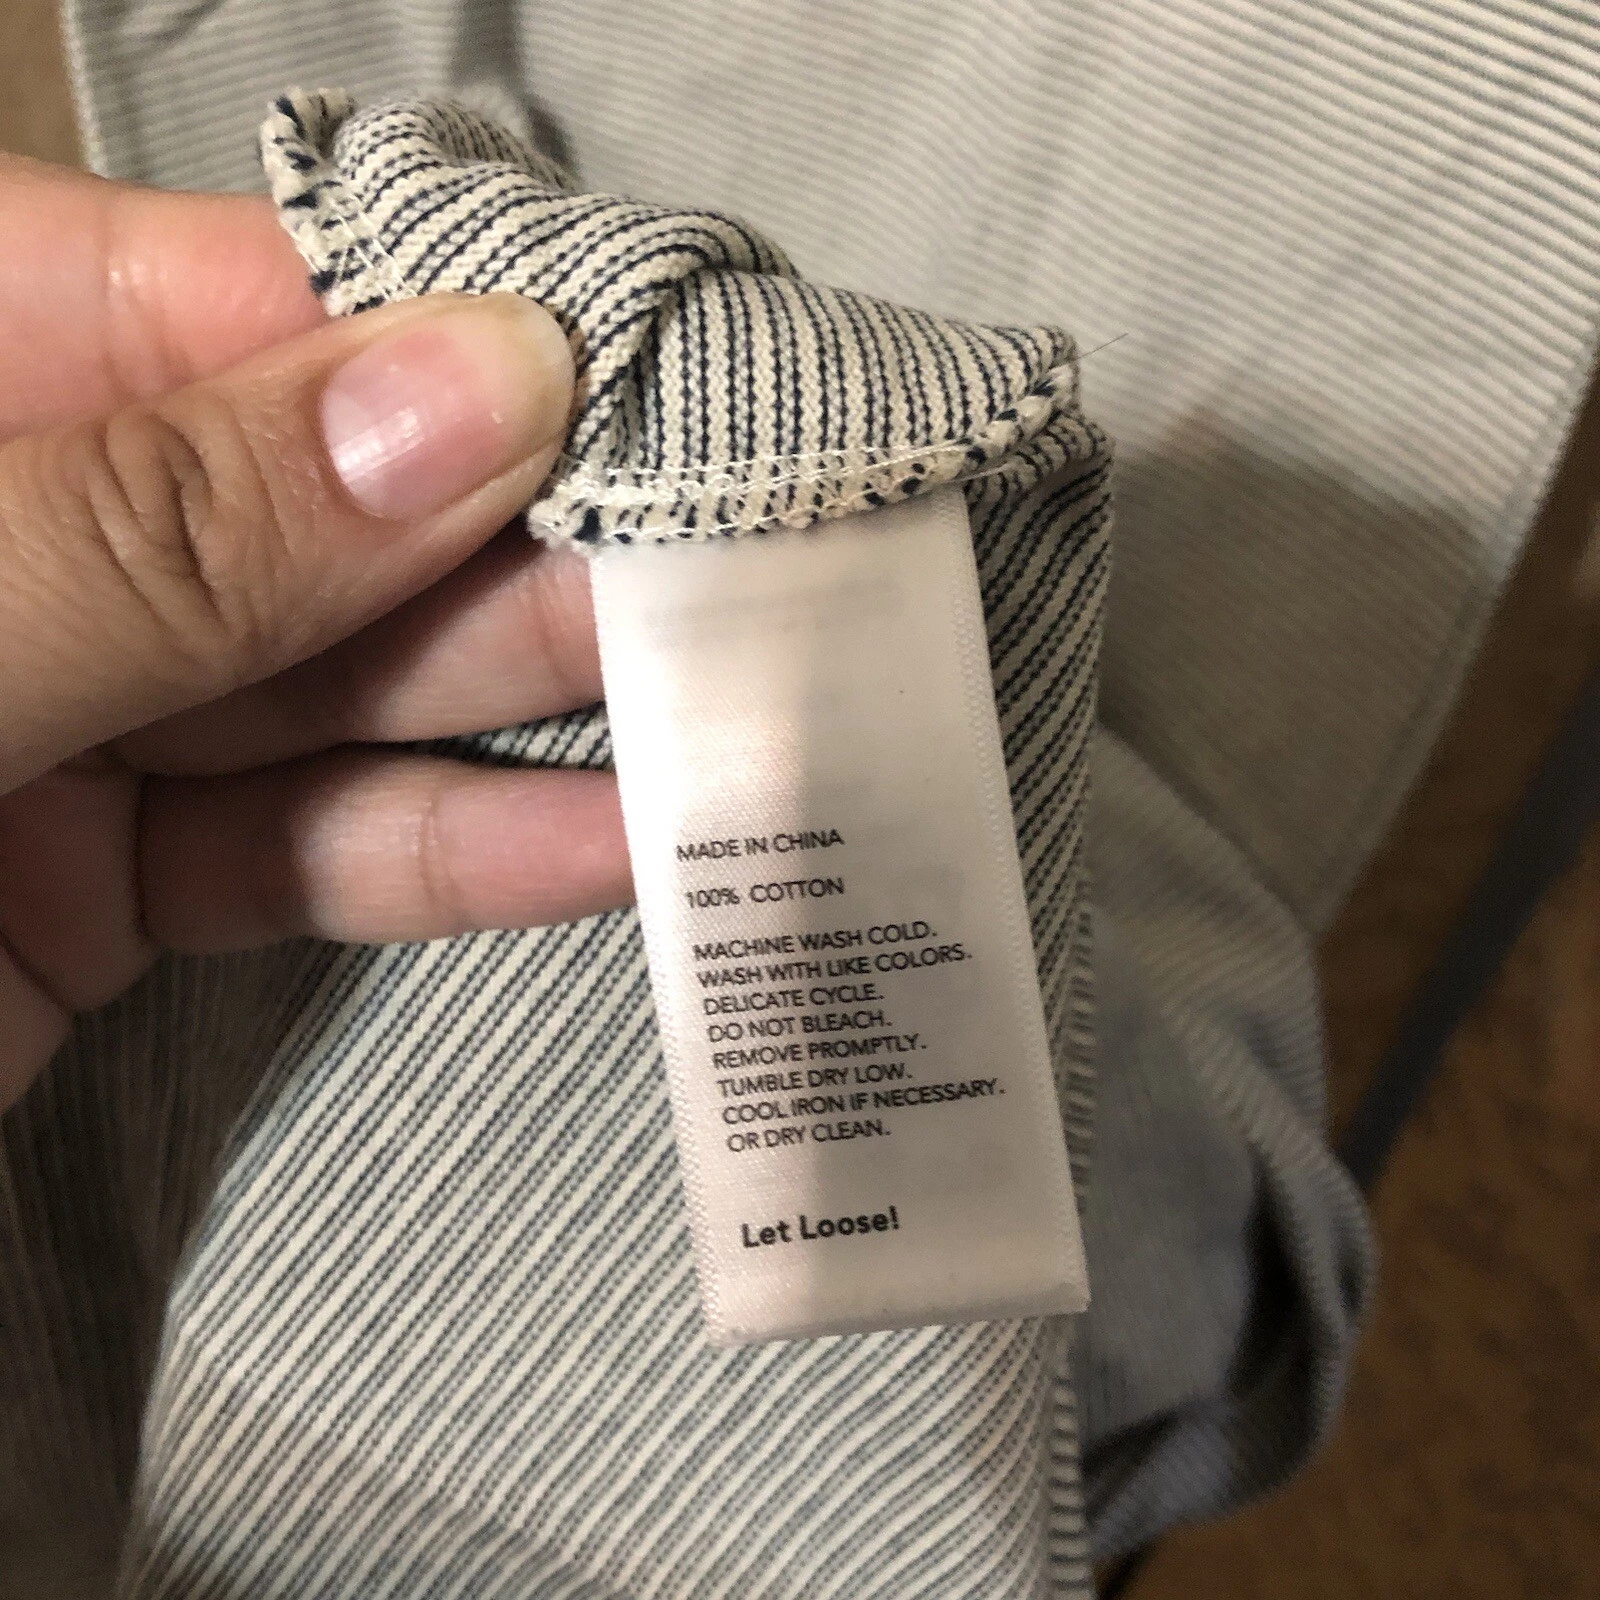 MADE IN CHINA
100% COTTON
MACHINE WASH COLD.
WASH WITH LIKE COLORS.
DELICATE CYCLE.
DO NOT BLEACH.
REMOVE PROMPTLY.
TUMBLE DRY LOW.
COOL IRON IF NECESSARY.
OR DRY CLEAN.
Let Loose!